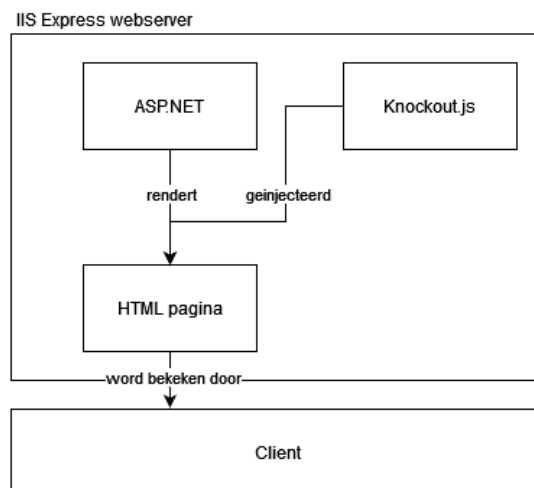 IIS Express webserver
ASP.NET
Knockout.js
rendert
geinjecteerd
HTML pagina
word bekeken door
Client